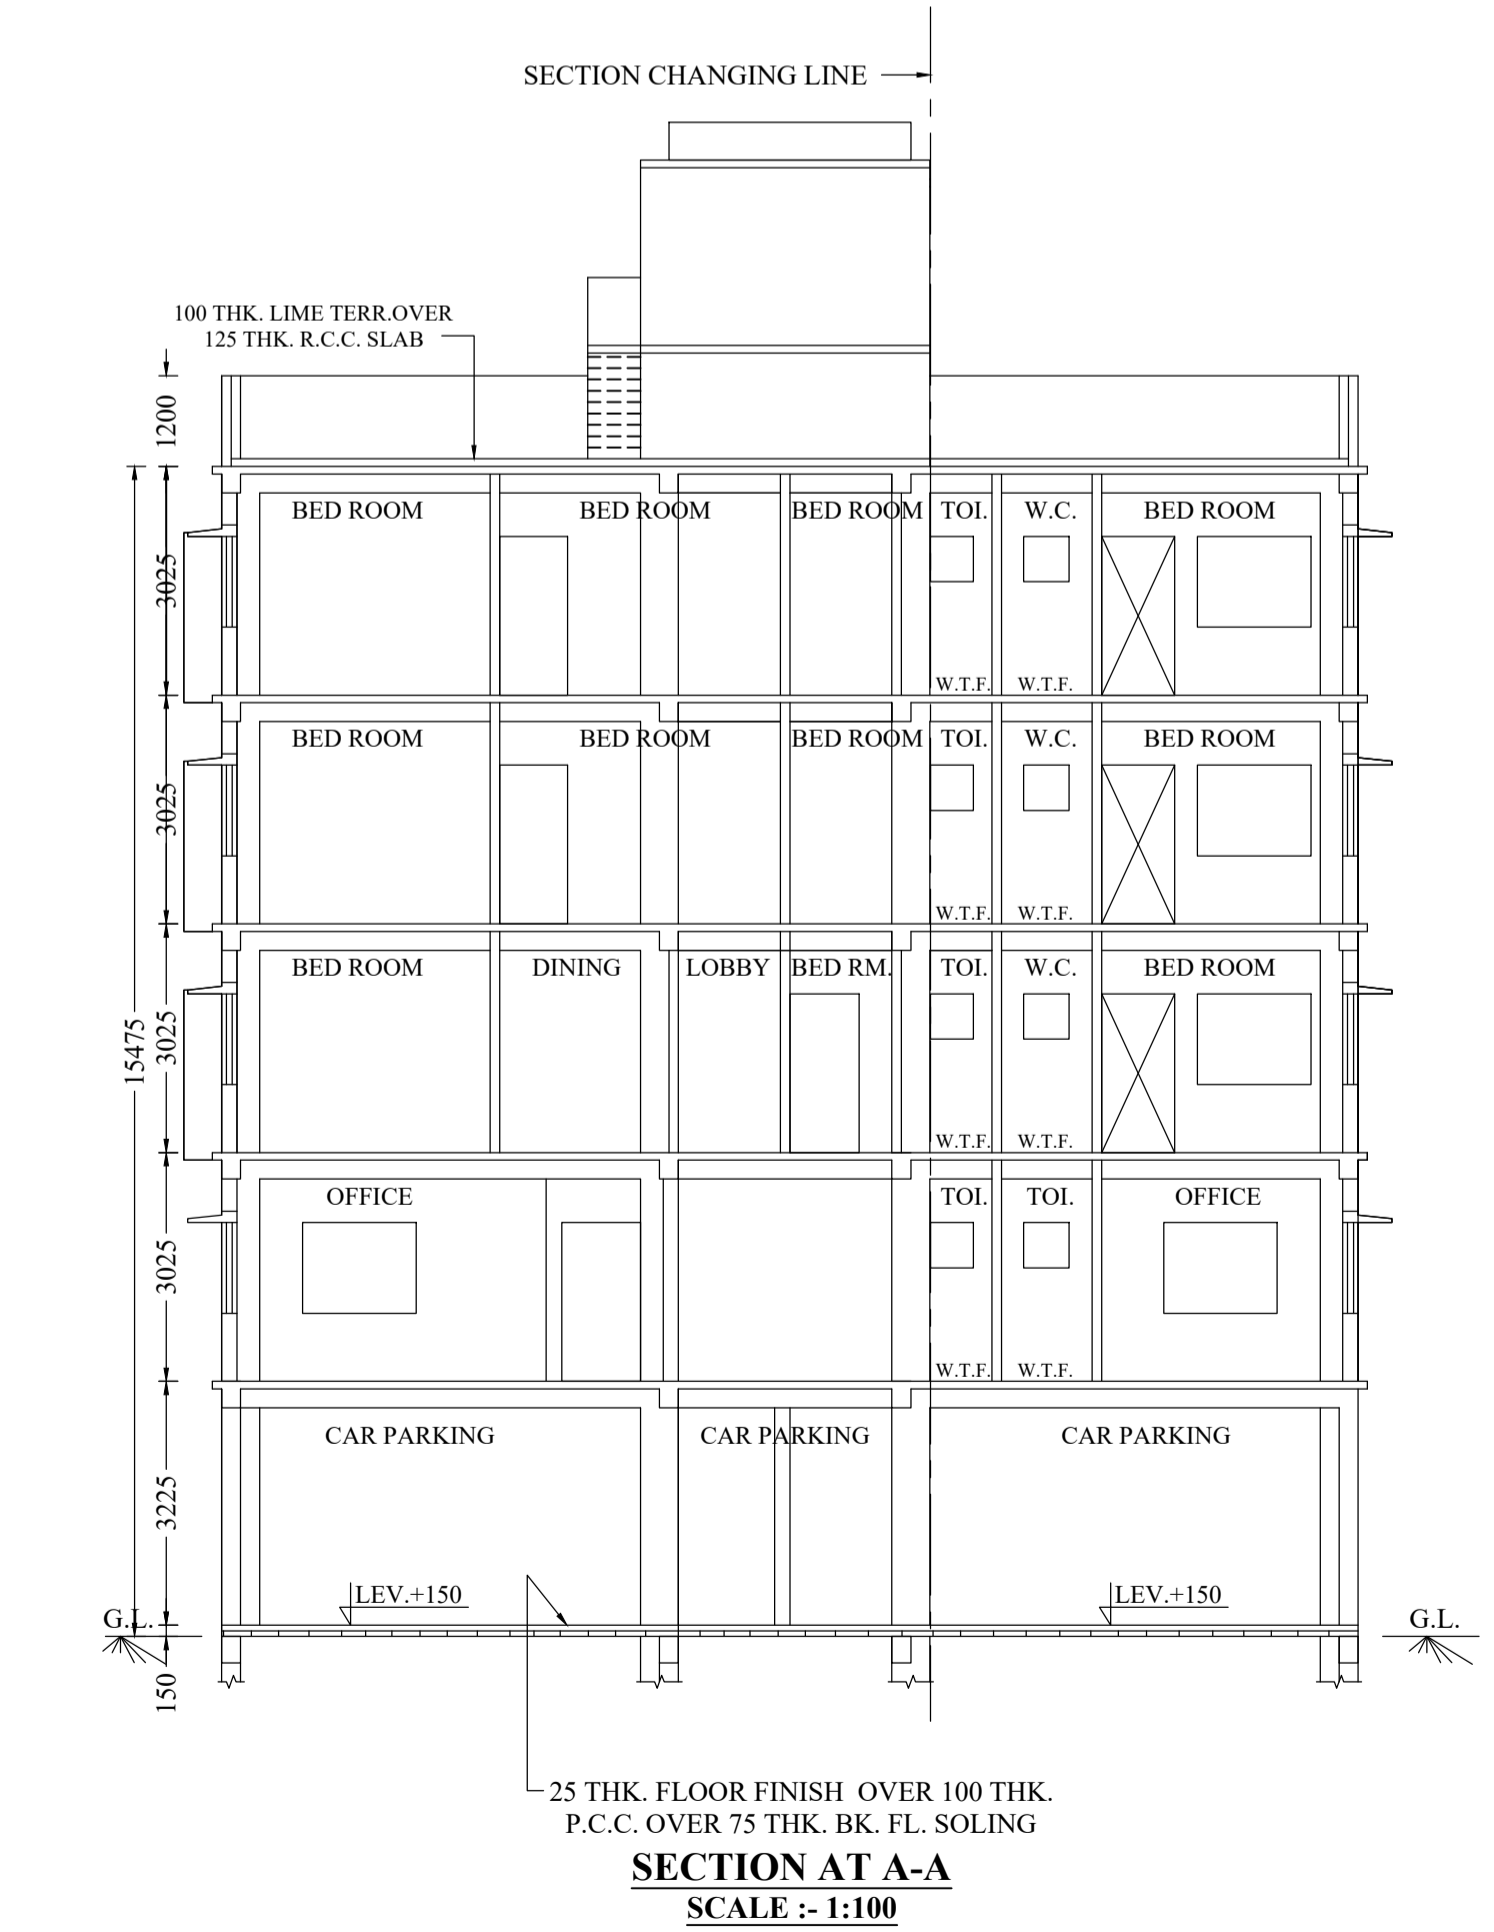 SECTION CHANGING LINE
100 THK. LIME TERR.OVER
125 THK. R.C.C. SLAB
1200
BED ROOM BED ROOM BED ROOM TOI. W.C. BED ROOM
3025
W.T.F. W.T.F.
BED ROOM BED ROOM BED ROOM TOI. W.C. BED ROOM
3025
W.T.F. W.T.F.
BED ROOM DINING LOBBY BED RM. TOI. W.C. BED ROOM
15475
3025
W.T.F. W.T.F.
OFFICE TOI. TOI. OFFICE
3025
W.T.F. W.T.F.
CAR PARKING CAR PARKING CAR PARKING
3225
LEV.+150 LEV.+150
G.L. G.L.
150
25 THK. FLOOR FINISH OVER 100 THK.
P.C.C. OVER 75 THK. BK. FL. SOLING
SECTION AT A-A
SCALE :- 1:100